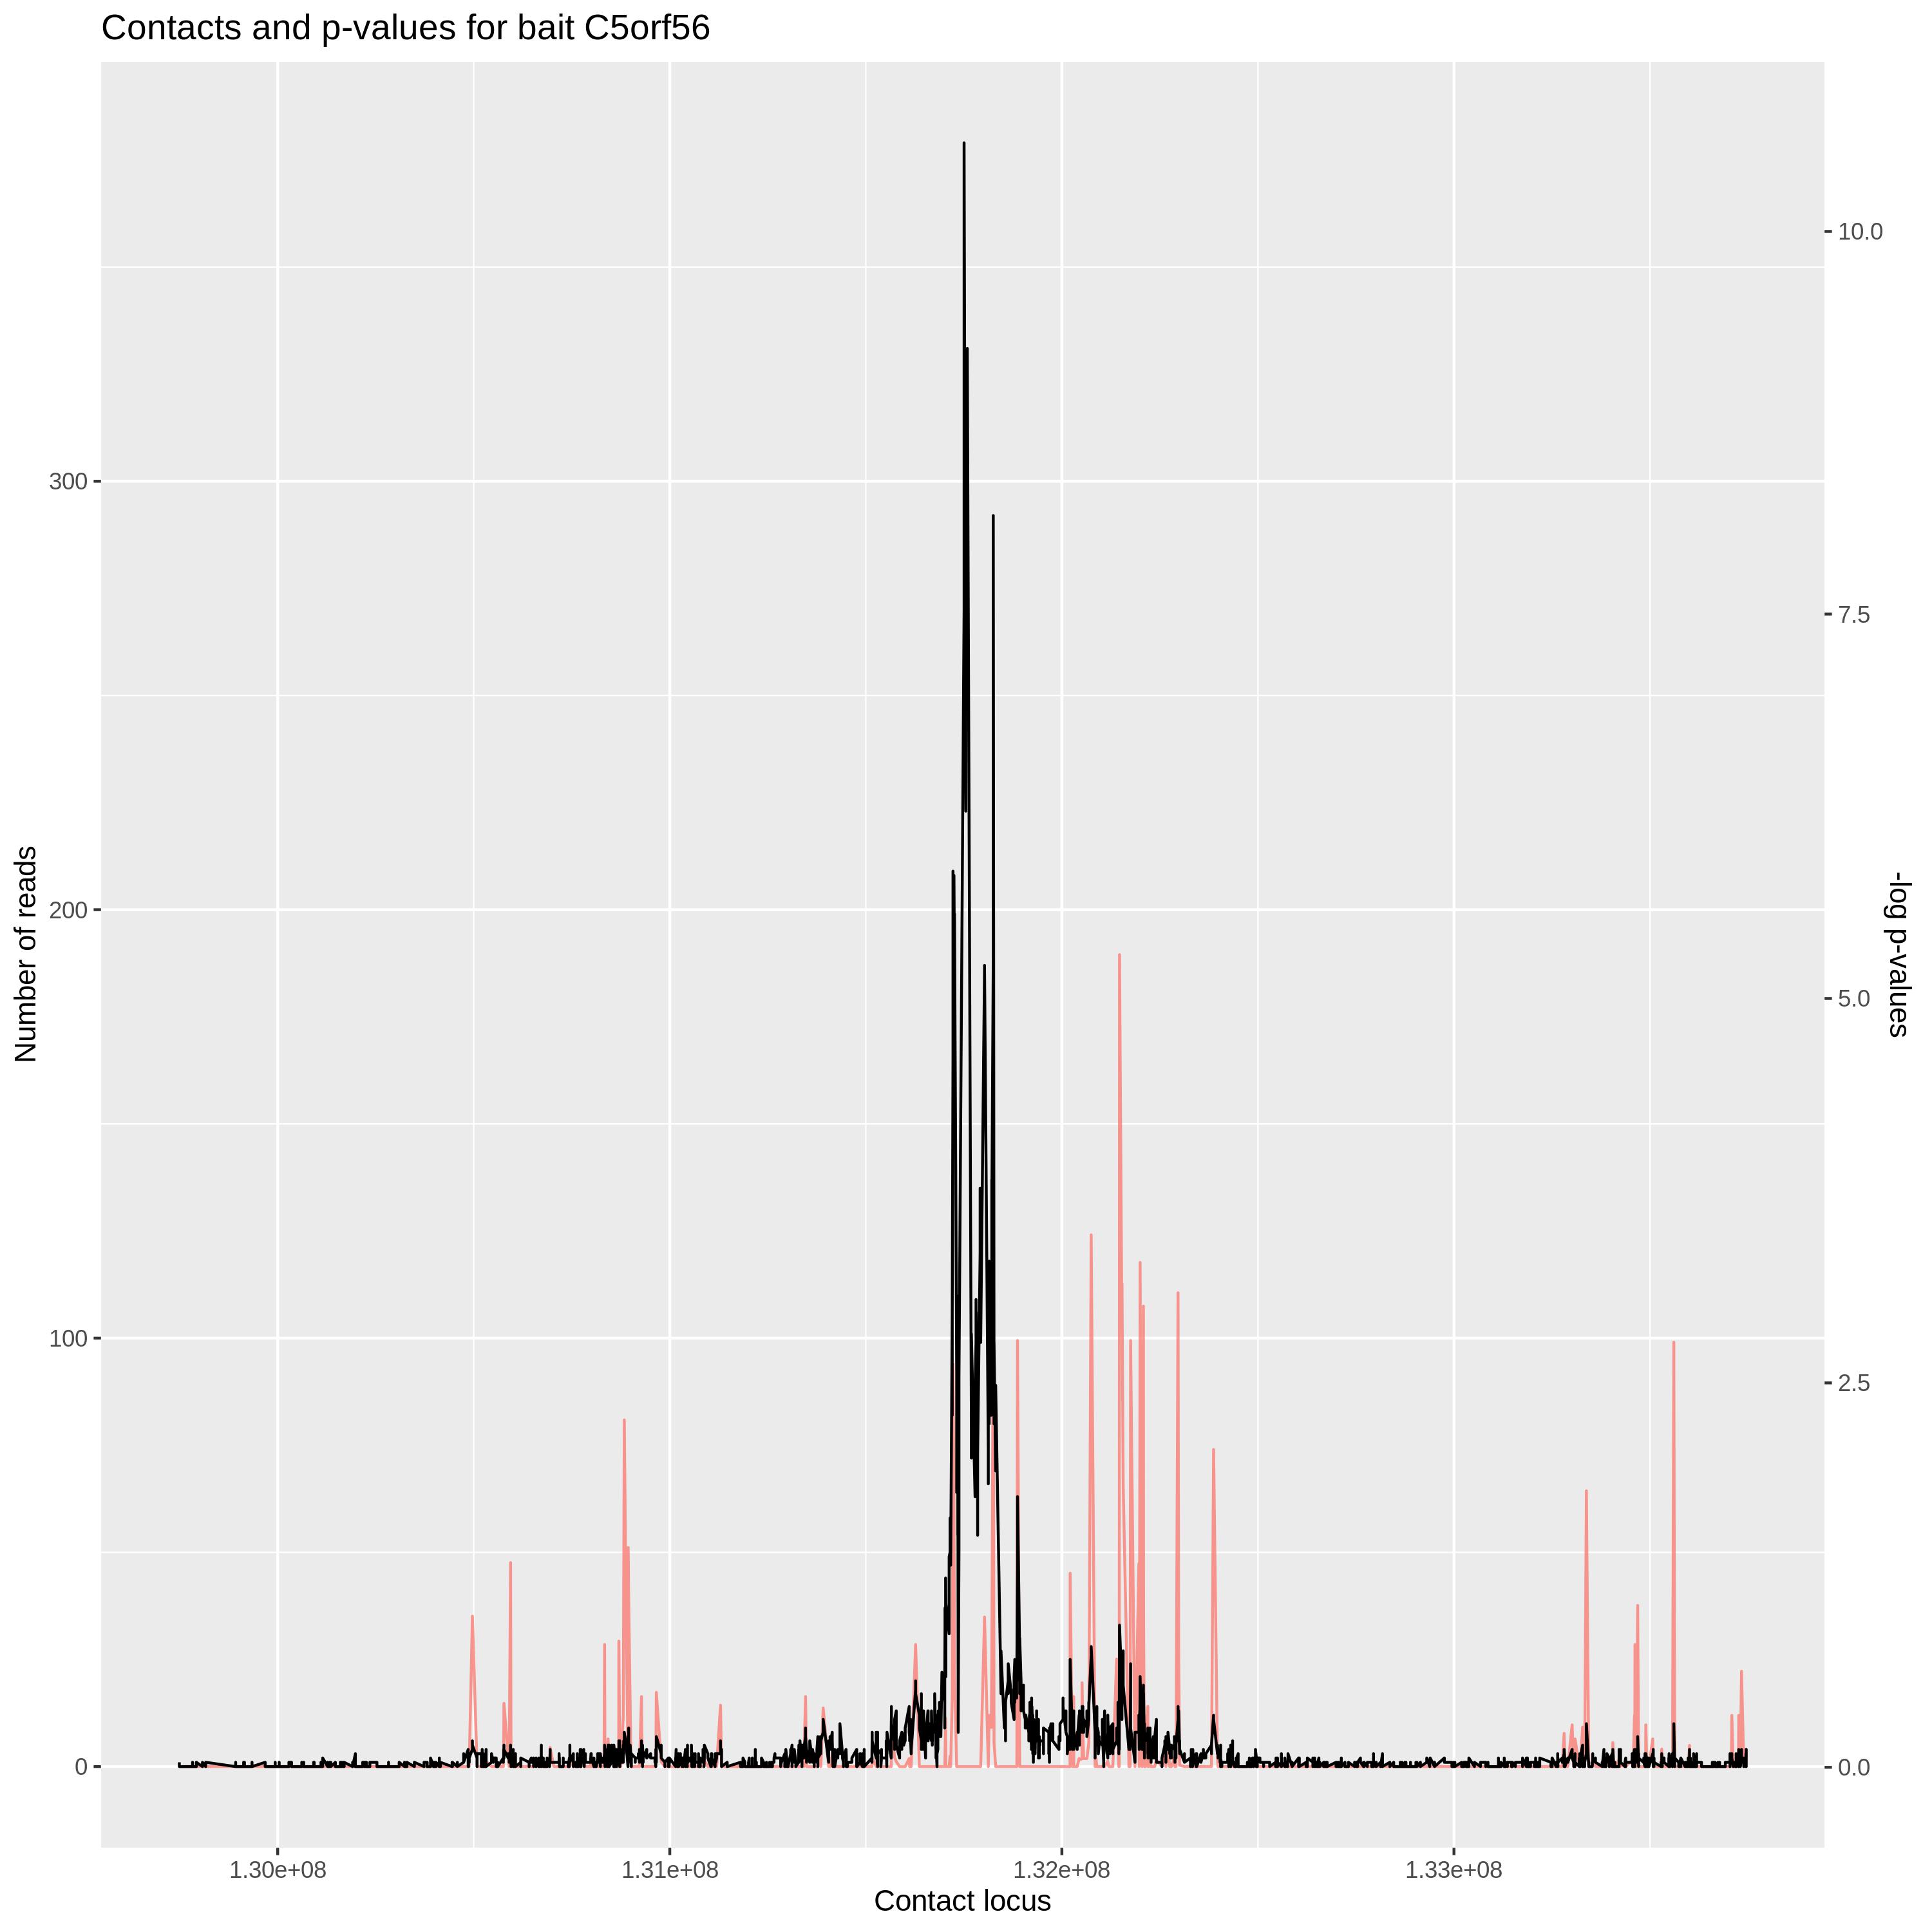 Contacts and p-values for bait C5orf56
Number of reads
300
200
100
0
10.0
7.5
5.0
2.5
0.0
-log p-values
1.30e+08
1.31e+08
1.32e+08
1.33e+08
Contact locus